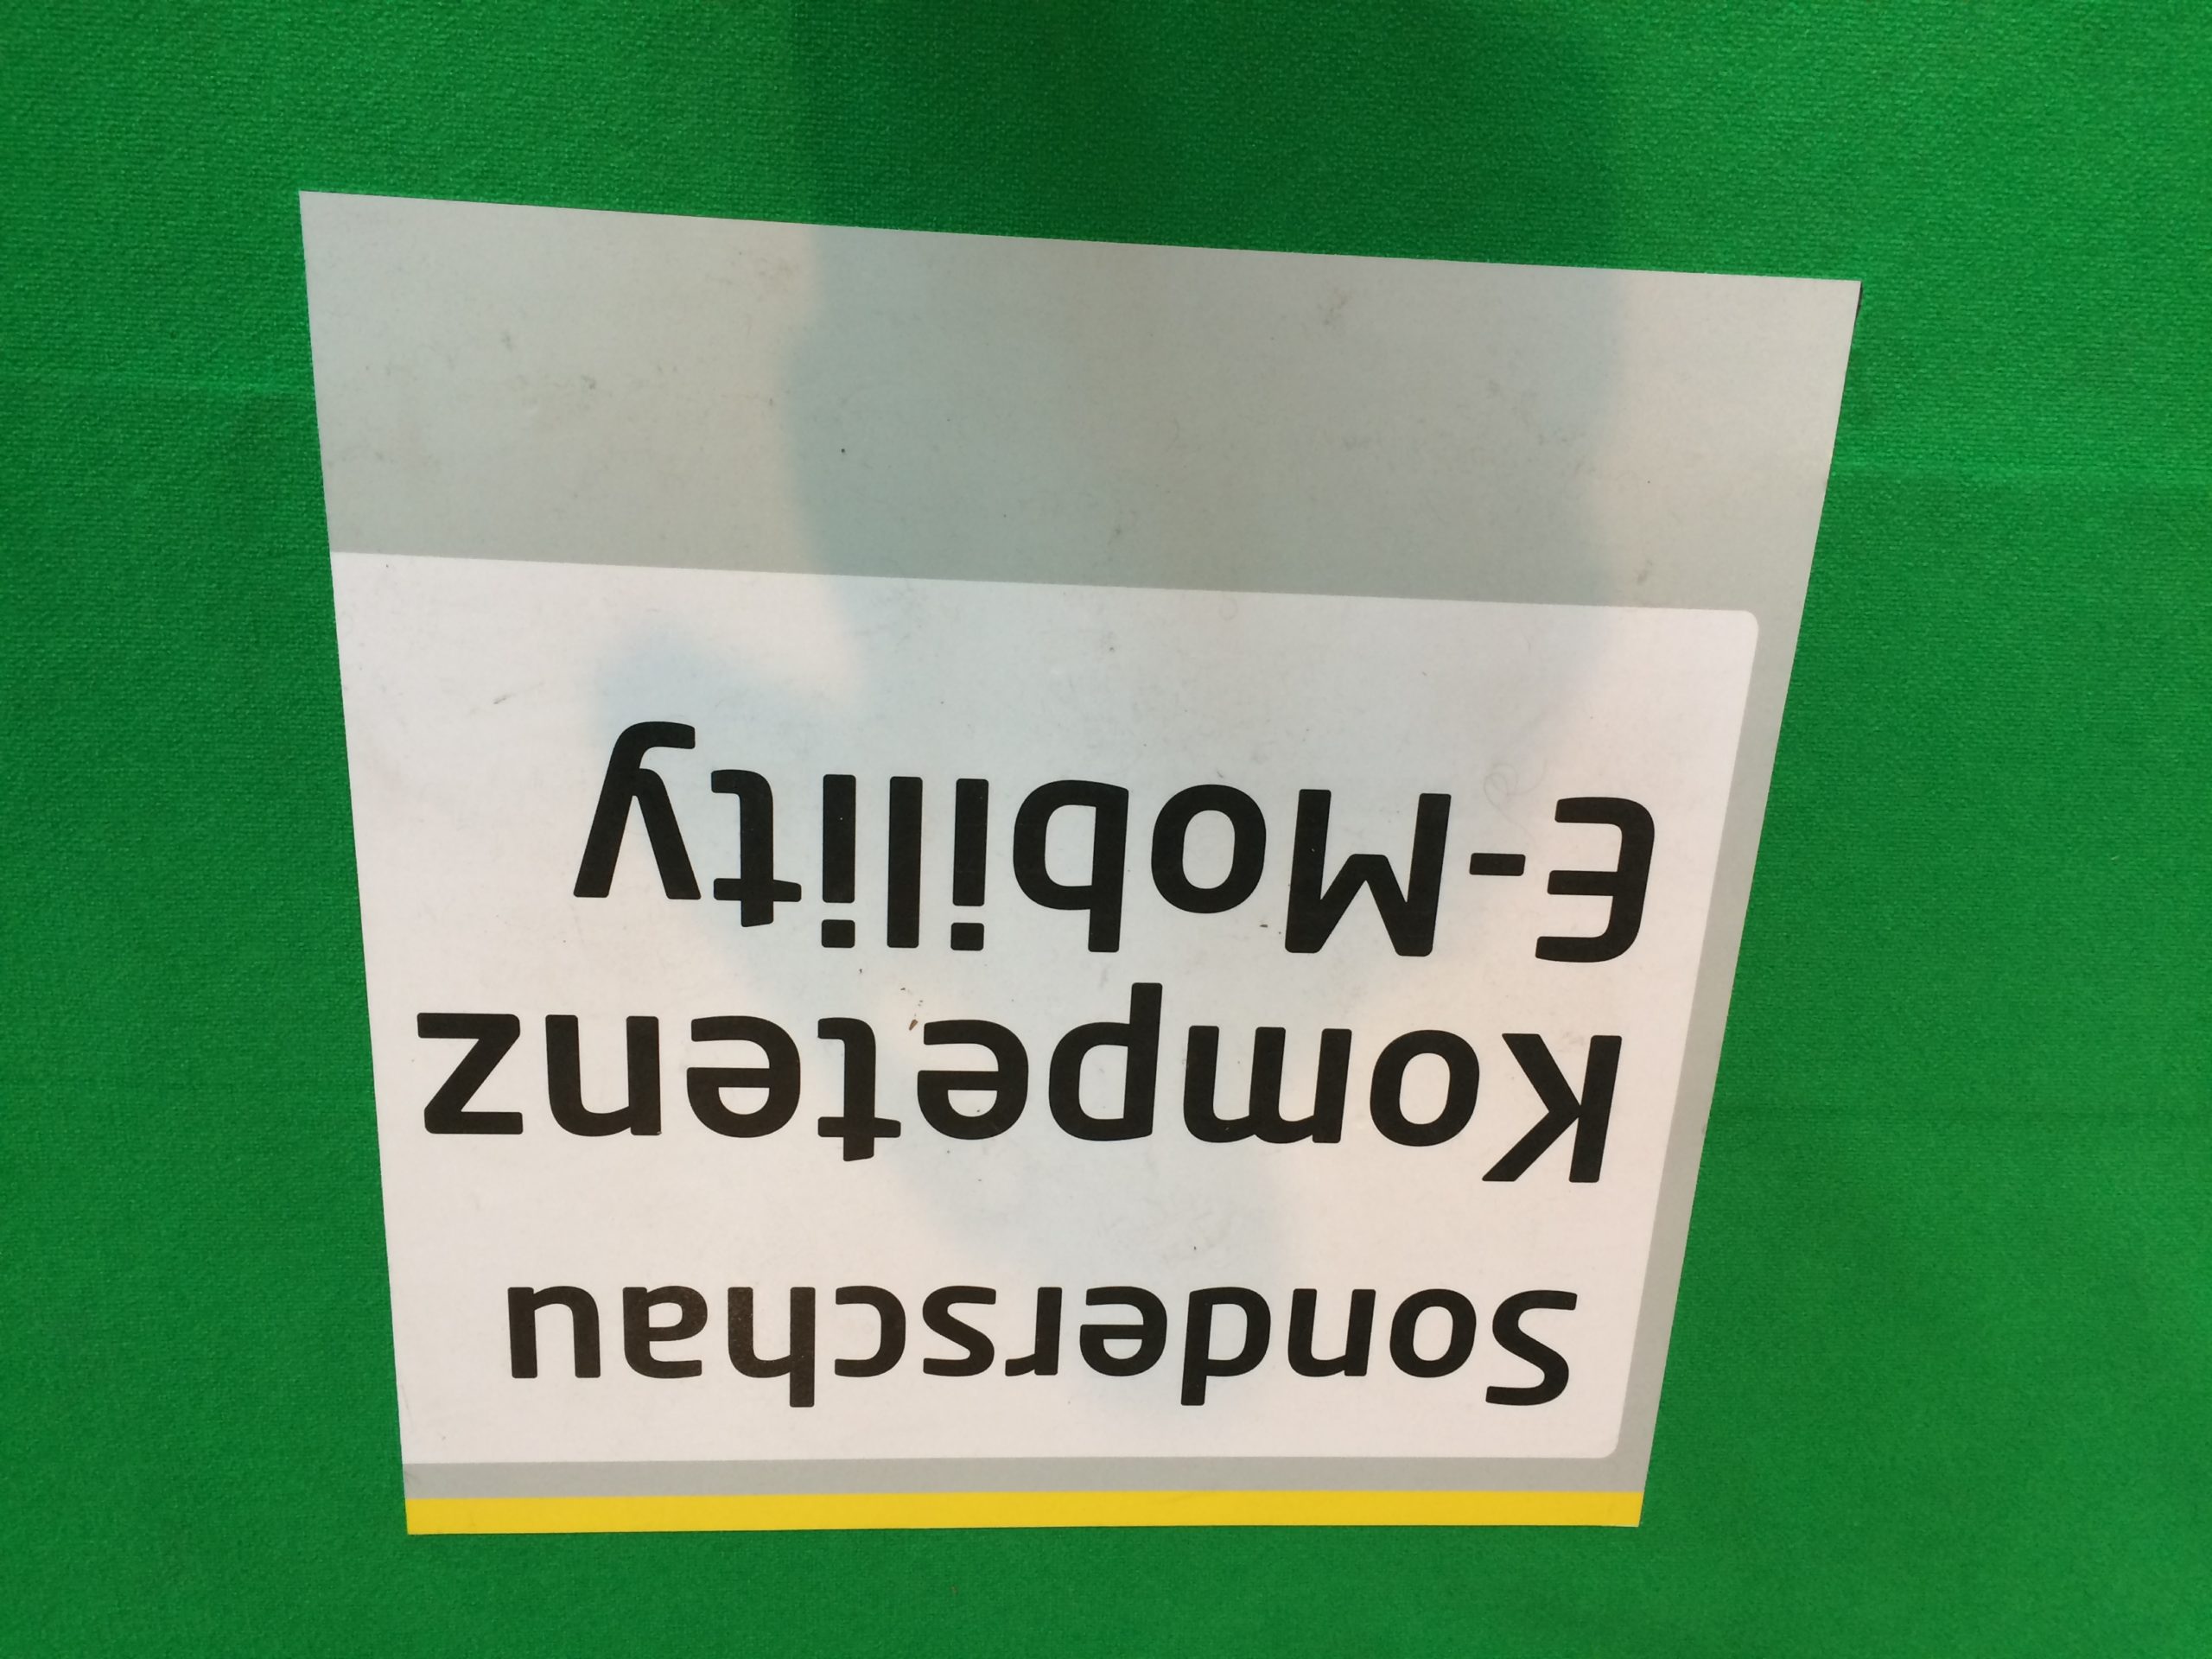 Sonderschau
Kompetenz
E-Mobility